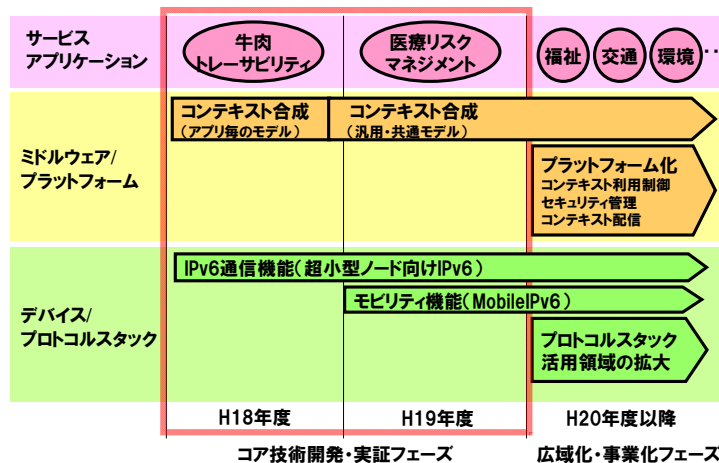 サービス
アプリケーション
牛肉
トレーサビリティ
医療リスク
マネジメント
福祉
交通
環境
‥
ミドルウェア/
プラットフォーム
コンテキスト合成
(アプリ毎のモデル)
コンテキスト合成
(汎用・共通モデル)
プラットフォーム化
コンテキスト利用制御
セキュリティ管理
コンテキスト配信
デバイス/
プロトコルスタック
IPv6通信機能(超小型ノード向けIPv6)
モビリティ機能(MobileIPv6)
プロトコルスタック
活用領域の拡大
H18年度
H19年度
H20年度以降
コア技術開発・実証フェーズ
広域化・事業化フェーズ